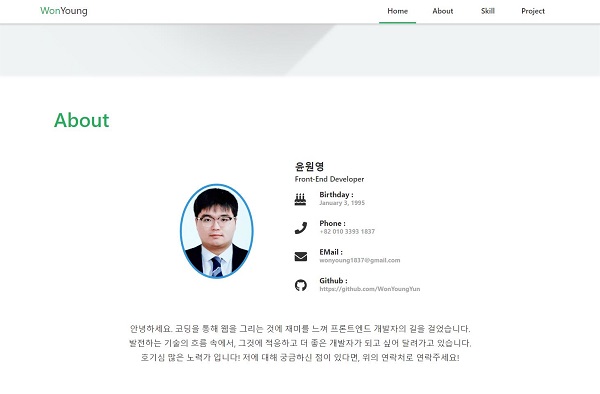 WonYoung
Home About Skill Project
About
윤원영
Front-End Developer
Birthday :
January 3, 1995
Phone :
+82 010 3393 1837
EMail :
wonyoung1837@gmail.com
Github :
https://github.com/WonYoungYun
안녕하세요. 코딩을 통해 웹을 그리는 것에 재미를 느껴 프론트엔드 개발자의 길을 걸었습니다.
발전하는 기술의 흐름 속에서, 그것에 적응하고 더 좋은 개발자가 되고 싶어 달려가고 있습니다.
호기심 많은 노력가 입니다! 저에 대해 궁금하신 점이 있다면, 위의 연락처로 연락주세요!